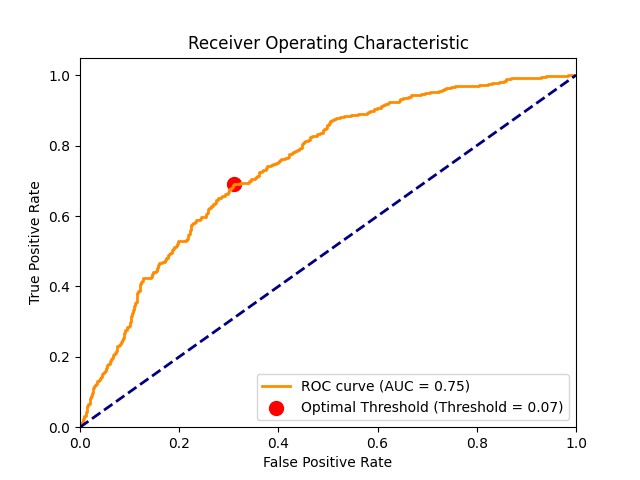 Receiver Operating Characteristic
True Positive Rate
1.0
0.8
0.6
0.4
0.2
0.0
0.0 0.2 0.4 0.6 0.8 1.0
False Positive Rate
ROC curve (AUC = 0.75)
Optimal Threshold (Threshold = 0.07)